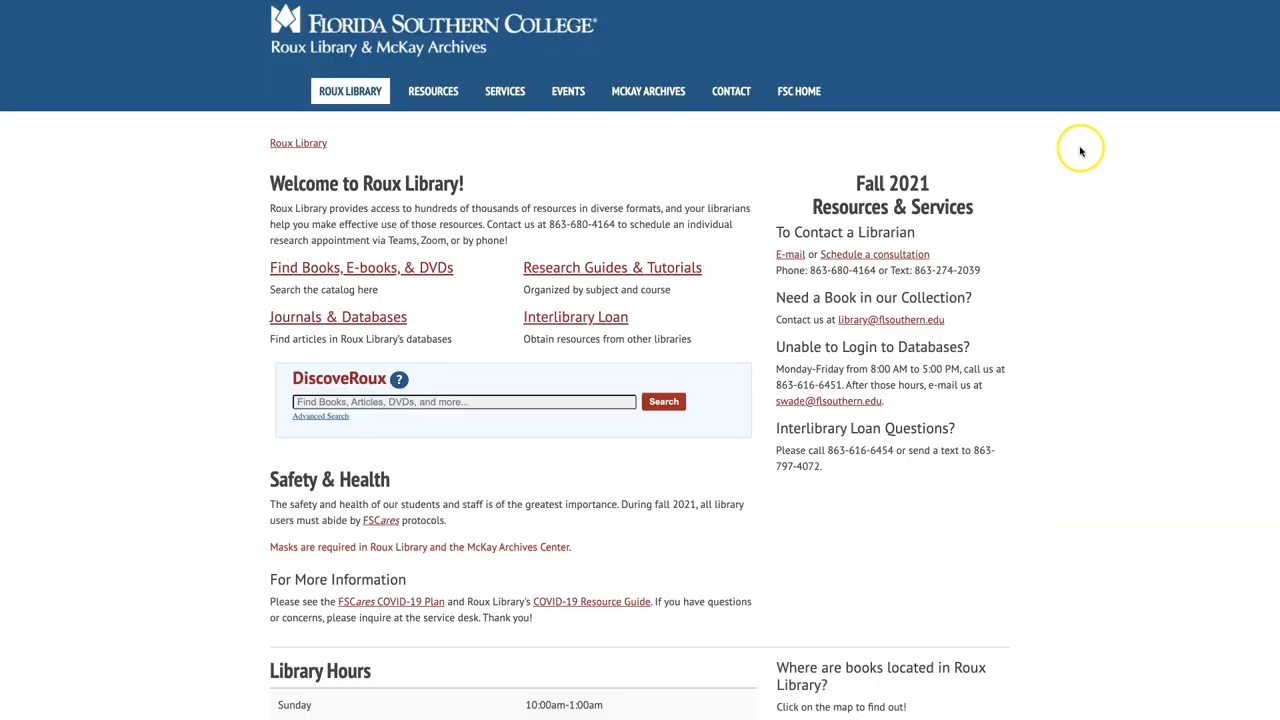 FLORIDA SOUTHERN COLLEGE®
Roux Library & McKay Archives
ROUX LIBRARY RESOURCES SERVICES EVENTS MCKAY ARCHIVES CONTACT FSC HOME
Roux Library
Welcome to Roux Library!
Roux Library provides access to hundreds of thousands of resources in diverse formats, and your librarians
help you make effective use of those resources. Contact us at 863-680-4164 to schedule an individual
research appointment via Teams, Zoom, or by phone!
Find Books, E-books, & DVDs
Search the catalog here
Research Guides & Tutorials
Organized by subject and course
Journals & Databases
Find articles in Roux Library's databases
Interlibrary Loan
Obtain resources from other libraries
DiscoveRoux ?
Find Books, Articles, DVDs, and more... Search
Advanced Search
Safety & Health
The safety and health of our students and staff is of the greatest importance. During fall 2021, all library
users must abide by FSCares protocols.
Masks are required in Roux Library and the McKay Archives Center.
For More Information
Please see the FSCares COVID-19 Plan and Roux Library's COVID-19 Resource Guide. If you have questions
or concerns, please inquire at the service desk. Thank you!
Library Hours
Sunday 10:00am-1:00am
Fall 2021
Resources & Services
To Contact a Librarian
E-mail or Schedule a consultation
Phone: 863-680-4164 or Text: 863-274-2039
Need a Book in our Collection?
Contact us at library@flsouthern.edu
Unable to Login to Databases?
Monday-Friday from 8:00 AM to 5:00 PM, call us at
863-616-6451. After those hours, e-mail us at
swade@flsouthern.edu.
Interlibrary Loan Questions?
Please call 863-616-6454 or send a text to 863-
797-4072.
Where are books located in Roux
Library?
Click on the map to find out!